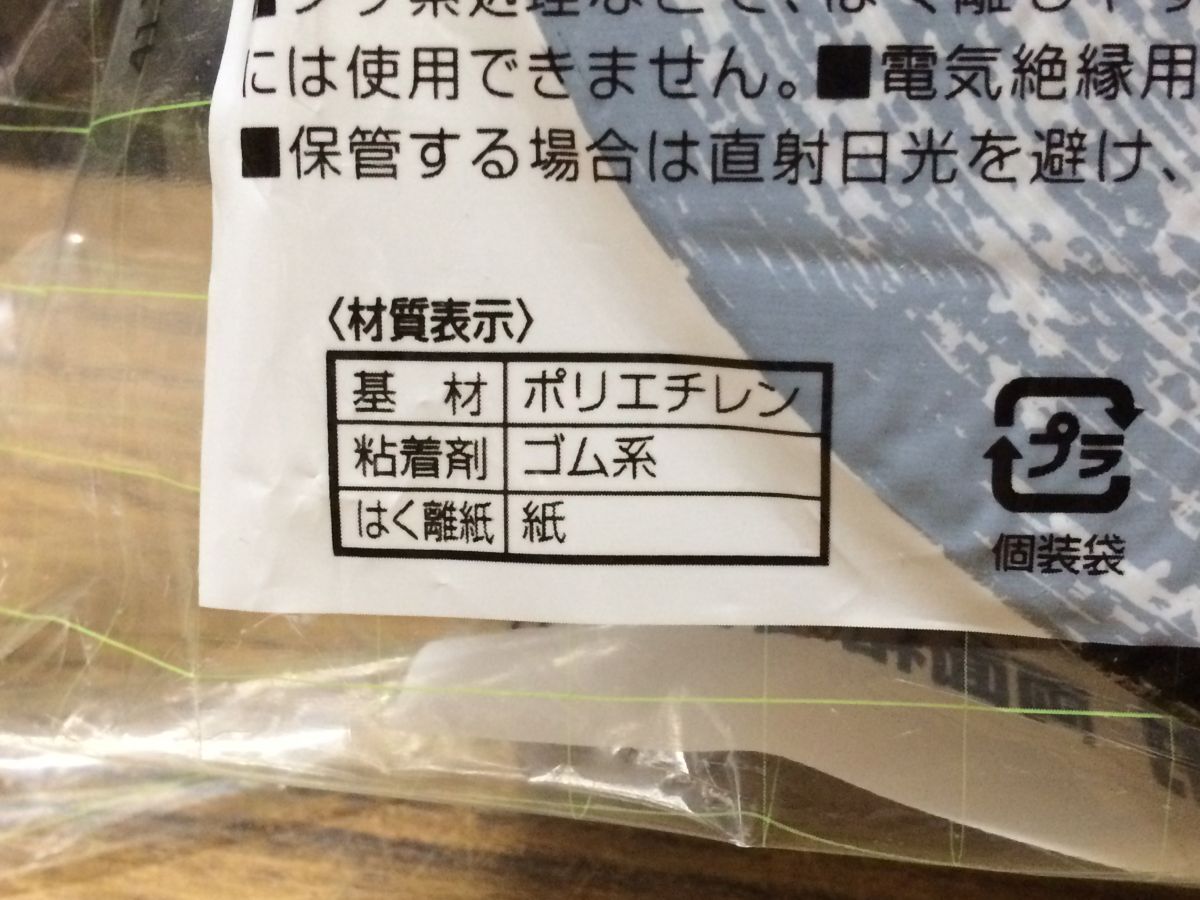 には使用できません。■電気絶縁用
■保管する場合は直射日光を避け、
〈材質表示〉
基 材 ポリエチレン
粘着剤 ゴム系
はく離紙 紙
プラ
個装袋